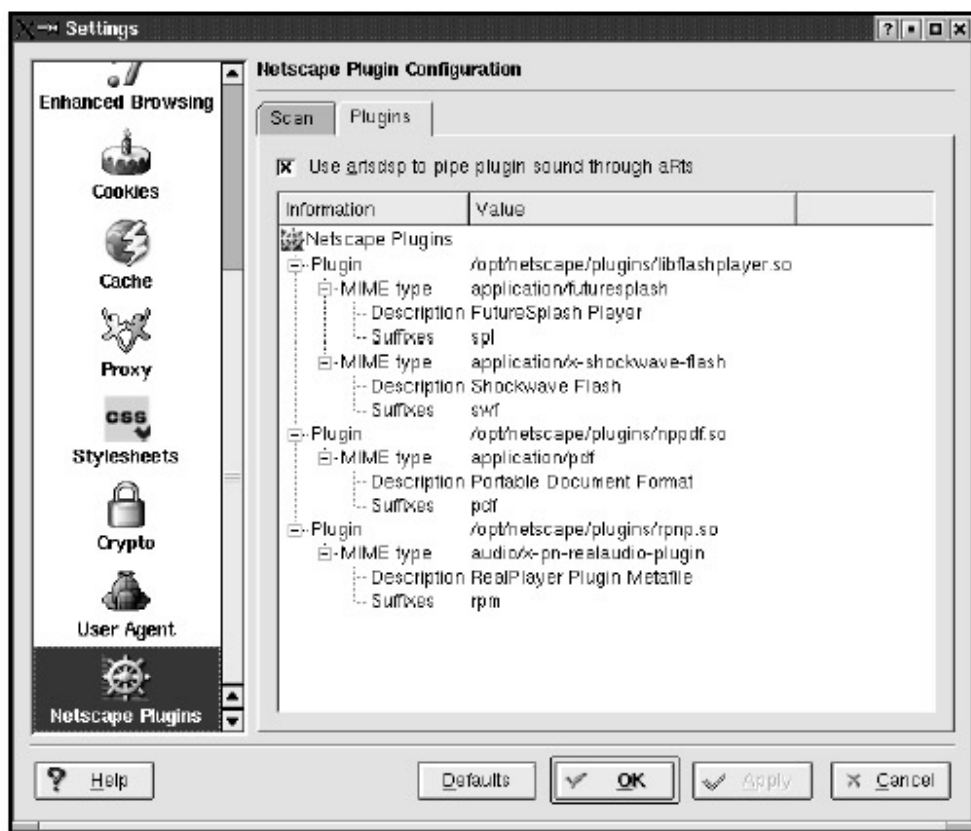 Settings
Enhanced Browsing
Cookies
Cache
Proxy
css
Stylesheets
Crypto
User Agent
Netscape Plugins
Netscape Plugin Configuration
Scan Plugins
Use artsdsp to pipe plugin sound through aRts
Information Value
Netscape Plugins
Plugin /opt/netscape/plugins/libflashplayer.so
MIME type application/futuresplash
Description FutureSplash Player
Suffixes spl
MIME type application/x-shockwave-flash
Description Shockwave Flash
Suffixes swf
Plugin /opt/netscape/plugins/nppdf.so
MIME type application/pdf
Description Portable Document Format
Suffixes pdf
Plugin /opt/netscape/plugins/rpnp.so
MIME type audio/x-pn-realaudio-plugin
Description RealPlayer Plugin Metafile
Suffixes rpm
? Help Defaults OK Apply Cancel